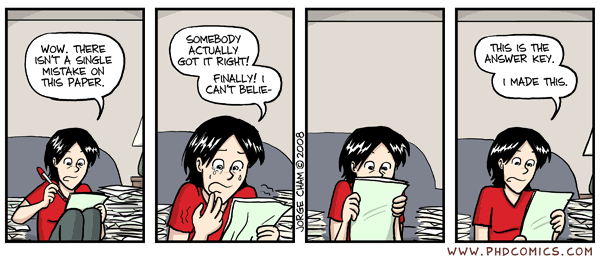 WOW. THERE
ISN'T A SINGLE
MISTAKE ON
THIS PAPER.
SOMEBODY
ACTUALLY
GOT IT RIGHT!
FINALLY! I
CAN'T BELIE-
JORGE CHAM © 2008
THIS IS THE
ANSWER KEY.
I MADE THIS.
WWW.PHDCOMICS.COM